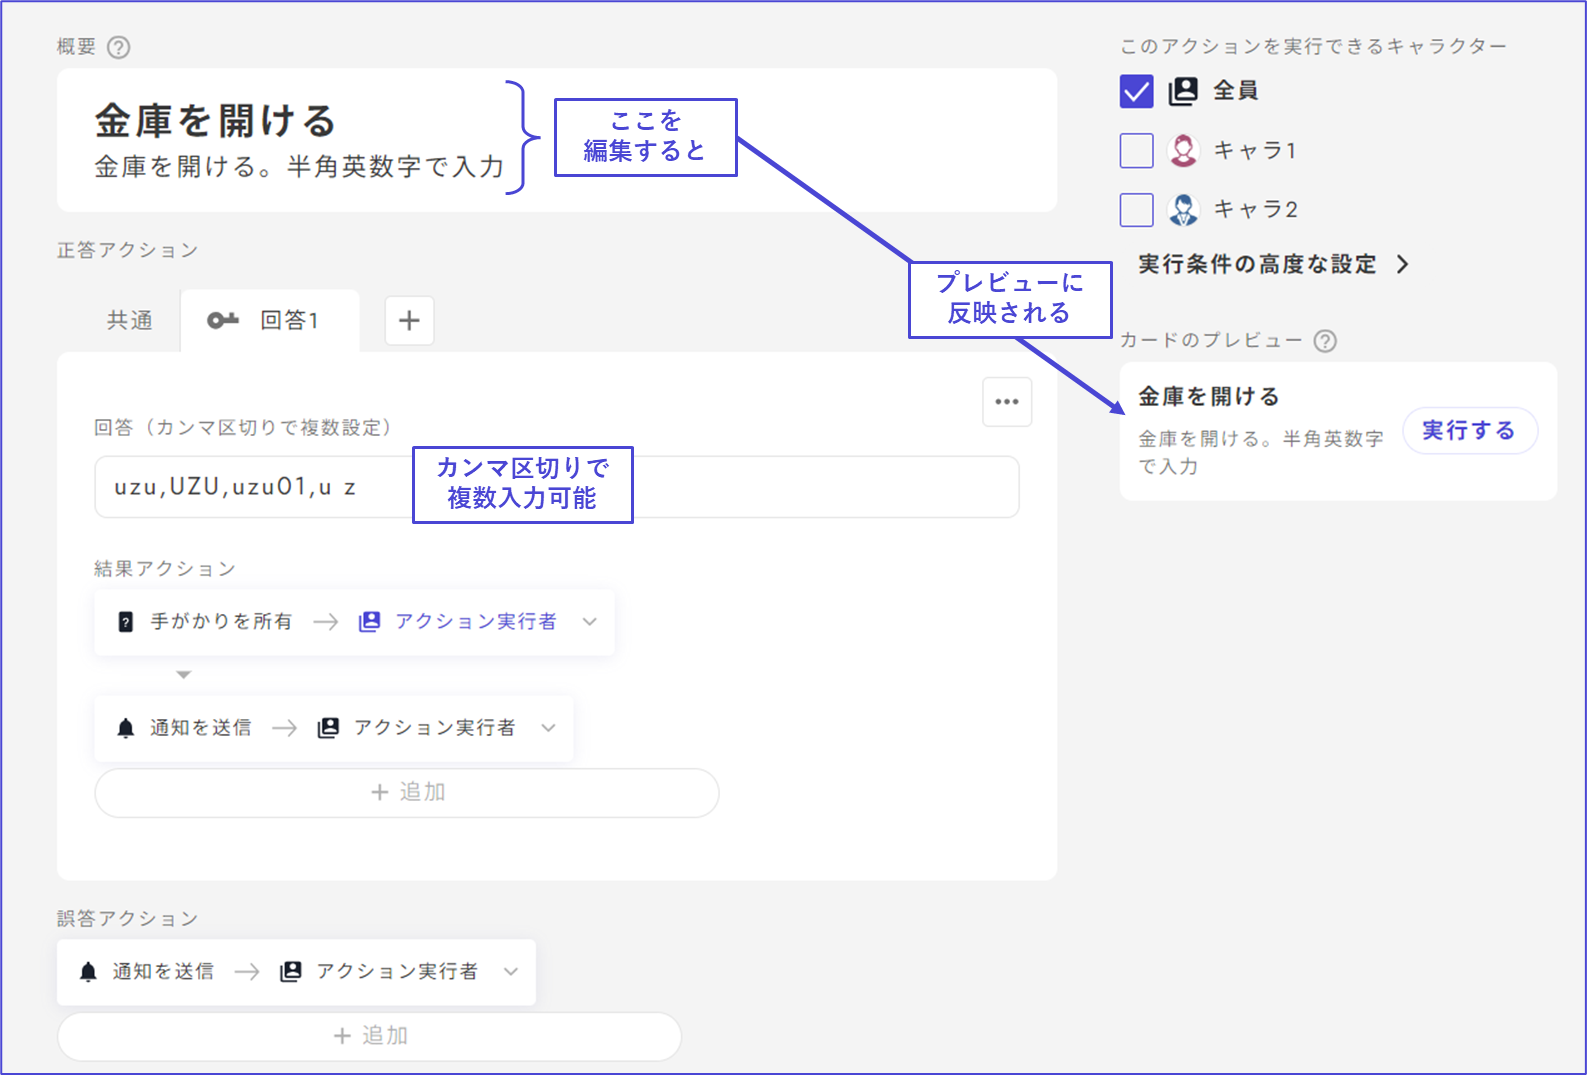 概要 ?
金庫を開ける
金庫を開ける。半角英数字で入力
ここを
編集すると
正答アクション
共通
回答1
+
プレビューに
反映される
回答（カンマ区切りで複数設定）
uzu,UZU,uzu01,u z
カンマ区切りで
複数入力可能
結果アクション
手がかりを所有 → アクション実行者
通知を送信 → アクション実行者
+ 追加
誤答アクション
通知を送信 → アクション実行者
+ 追加
このアクションを実行できるキャラクター
全員
キャラ1
キャラ2
実行条件の高度な設定
カードのプレビュー ?
金庫を開ける
金庫を開ける。半角英数字
で入力
実行する